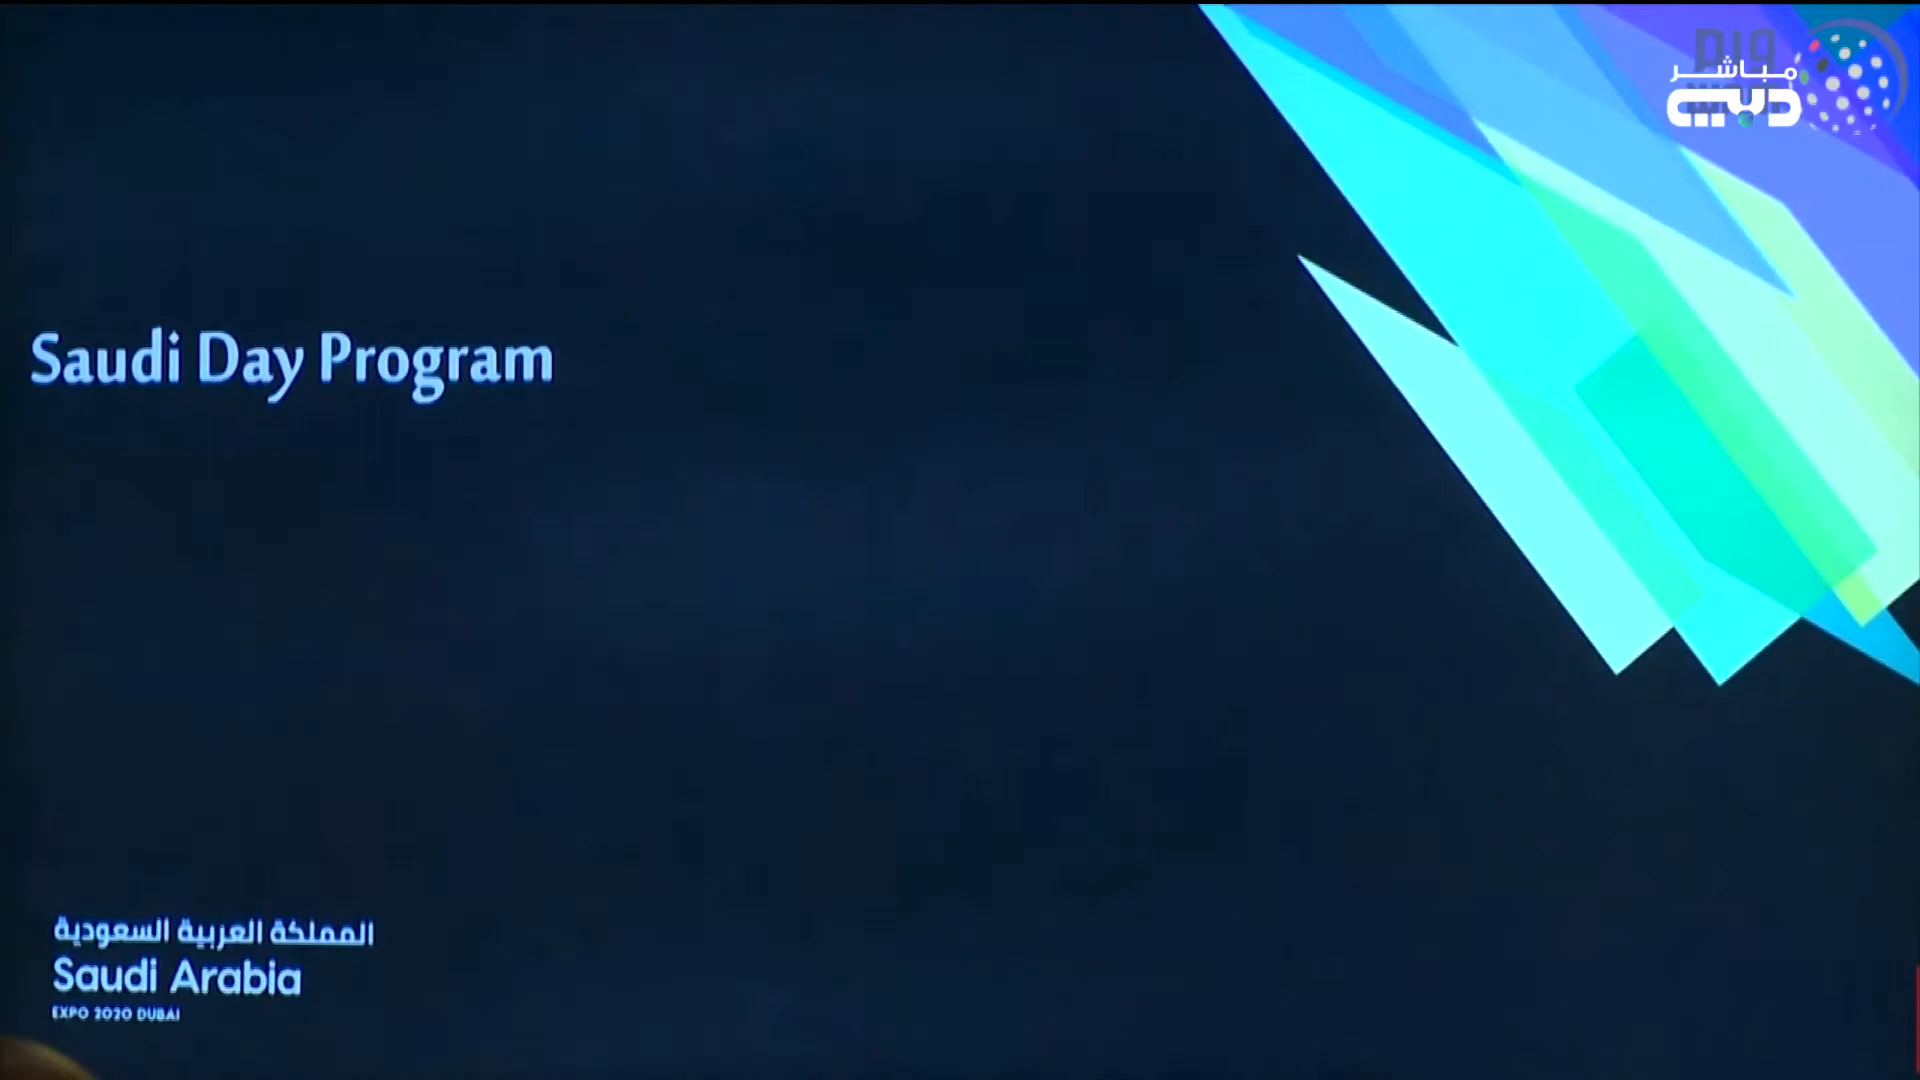 مباشر
دبي
Saudi Day Program
المملكة العربية السعودية
Saudi Arabia
EXPO 2020 DUBAI